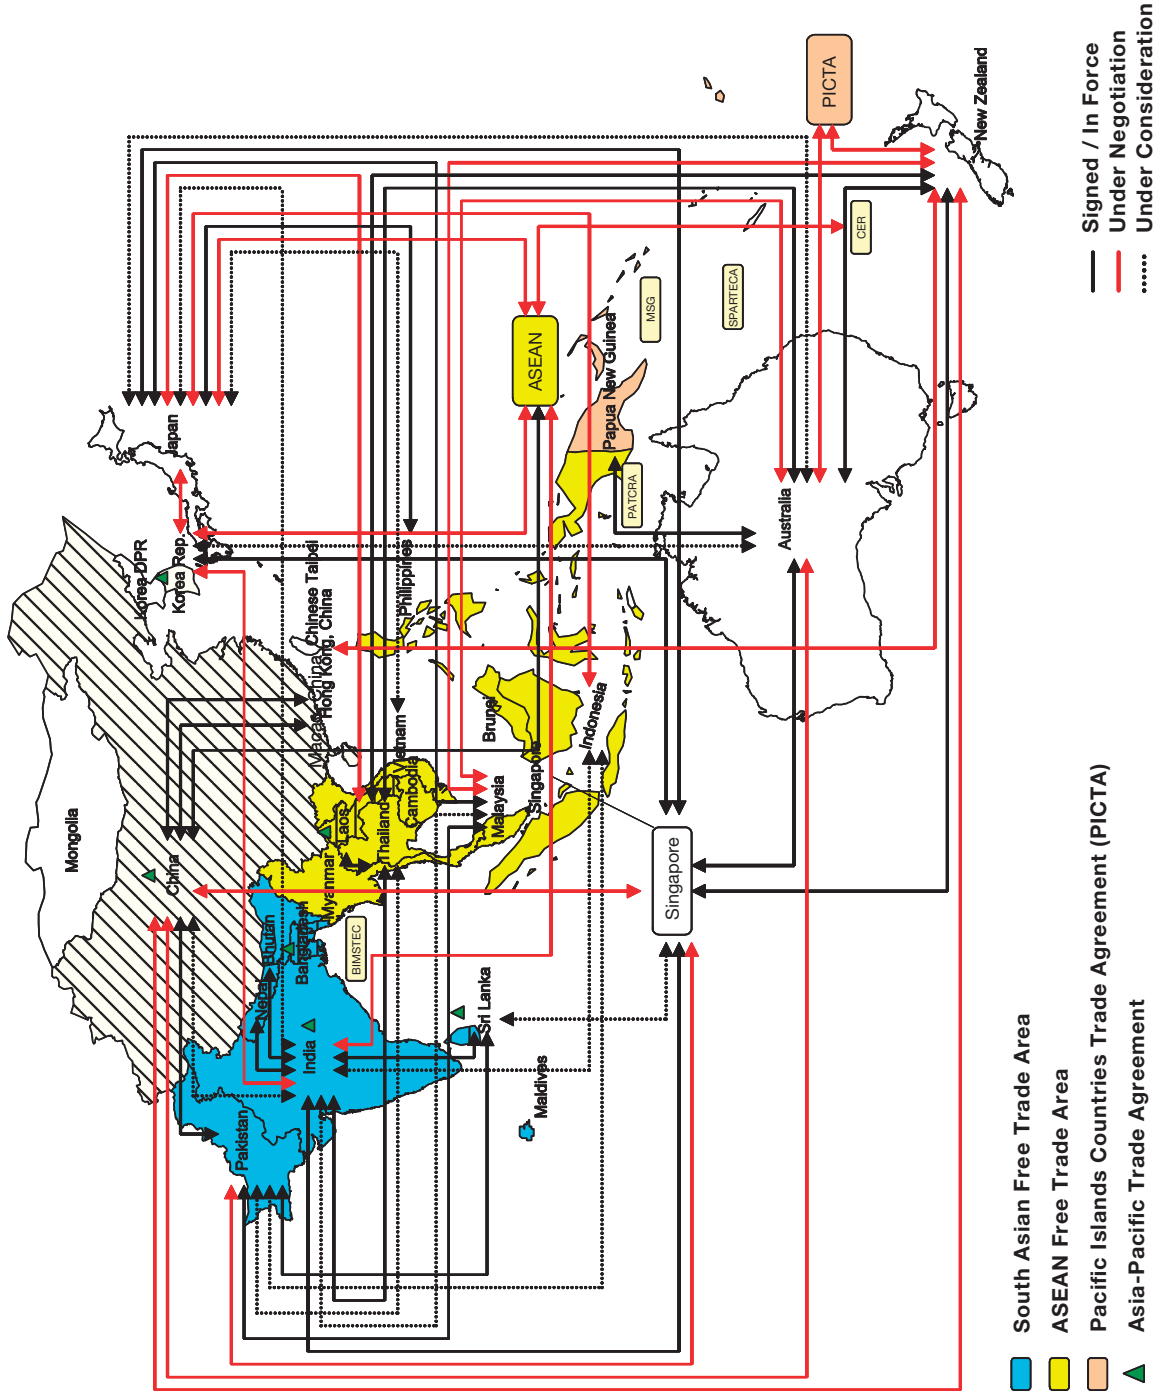 Mongolia
China
Korea DPR
Korea Rep.
Japan
Chinese Taipei
Hong Kong, China
Macao, China
Pakistan
Nepal
Bhutan
Bangladesh
India
Sri Lanka
Maldives
BIMSTEC
Myanmar
Laos
Thailand
Vietnam
Cambodia
Philippines
Malaysia
Brunei
Singapore
Indonesia
Singapore
ASEAN
Papua New Guinea
PATCRA
MSG
SPARTECA
CER
PICTA
Australia
New Zealand
South Asian Free Trade Area
ASEAN Free Trade Area
Pacific Islands Countries Trade Agreement (PICTA)
Asia-Pacific Trade Agreement
Signed / In Force
Under Negotiation
Under Consideration